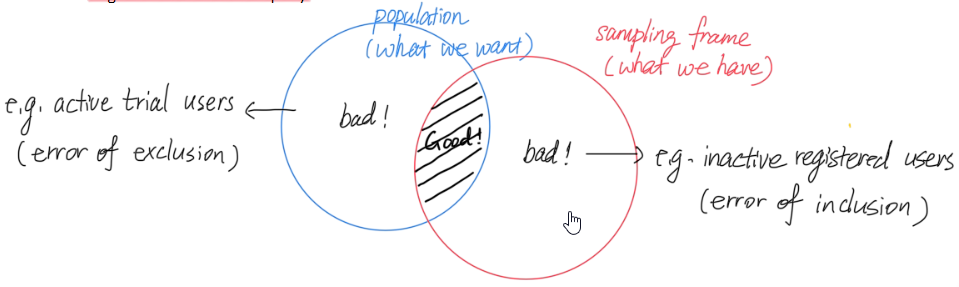 population
(what we want)
sampling frame
(what we have)
e.g. active trial users
(error of exclusion)
bad!
Good!
bad!
e.g. inactive registered users
(error of inclusion)